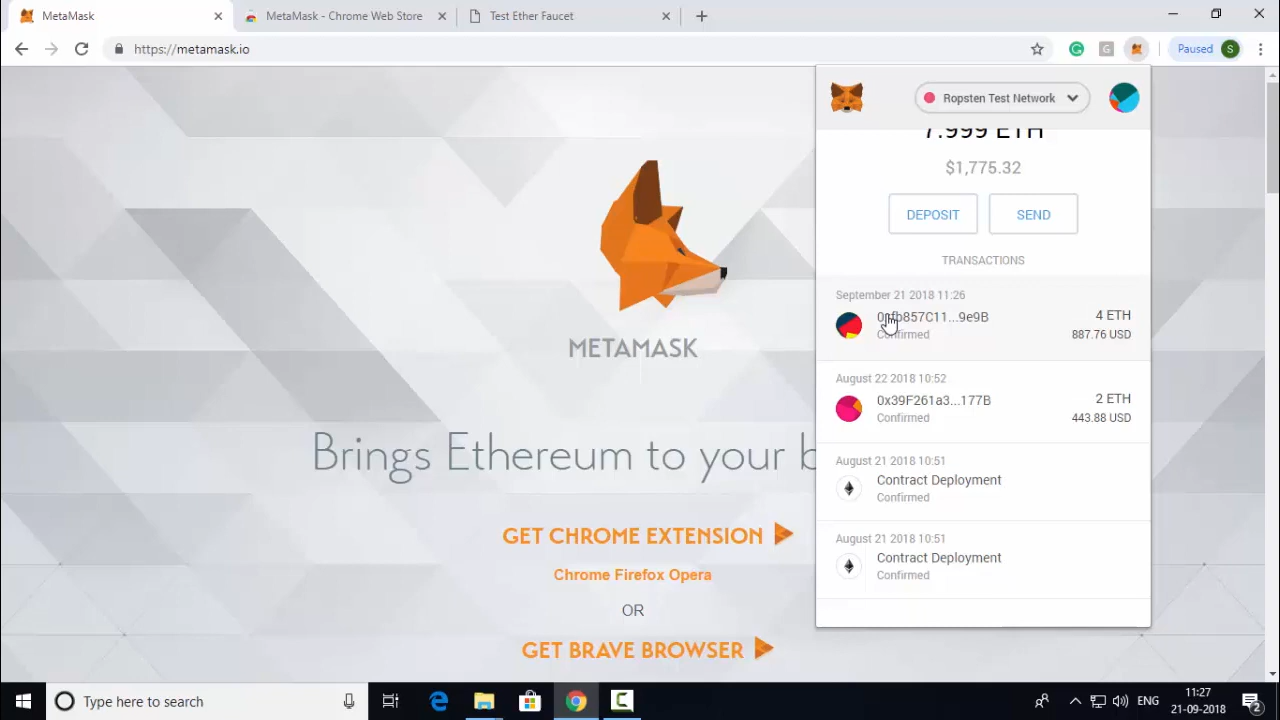 MetaMask
MetaMask - Chrome Web Store
Test Ether Faucet
https://metamask.io
G
Paused
S
Ropsten Test Network
7.999 ETH
$1,775.32
DEPOSIT
SEND
TRANSACTIONS
September 21 2018 11:26
4 ETH
Confirmed
887.76 USD
August 22 2018 10:52
0x39F261a3...177B
2 ETH
Confirmed
443.88 USD
August 21 2018 10:51
Contract Deployment
Confirmed
August 21 2018 10:51
Contract Deployment
Confirmed
METAMASK
Brings Ethereum to your b
GET CHROME EXTENSION
Chrome Firefox Opera
OR
GET BRAVE BROWSER
Type here to search
ENG
11:27
21-09-2018
2